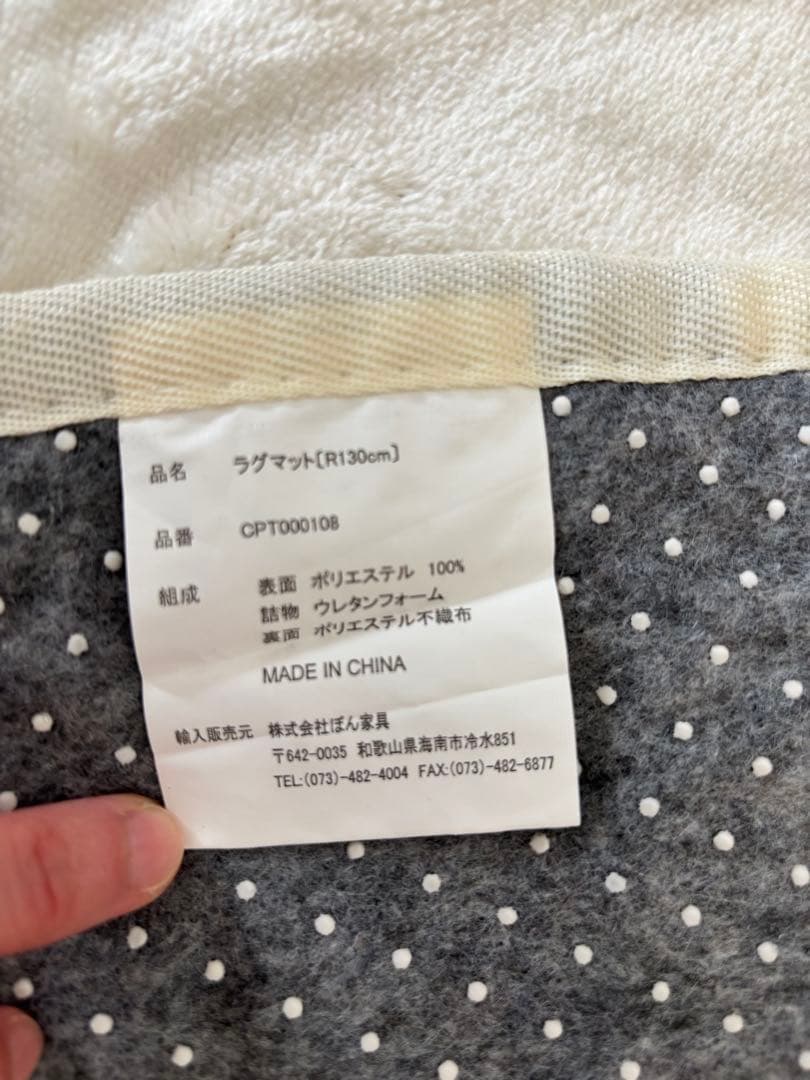 品名 ラグマット[R130cm]
品番 CPT000108
組成 表面 ポリエステル 100%
詰物 ウレタンフォーム
裏面 ポリエステル不織布
MADE IN CHINA
輸入販売元 株式会社ぼん家具
〒642-0035 和歌山県海南市冷水851
TEL:(073)-482-4004 FAX:(073)-482-6877